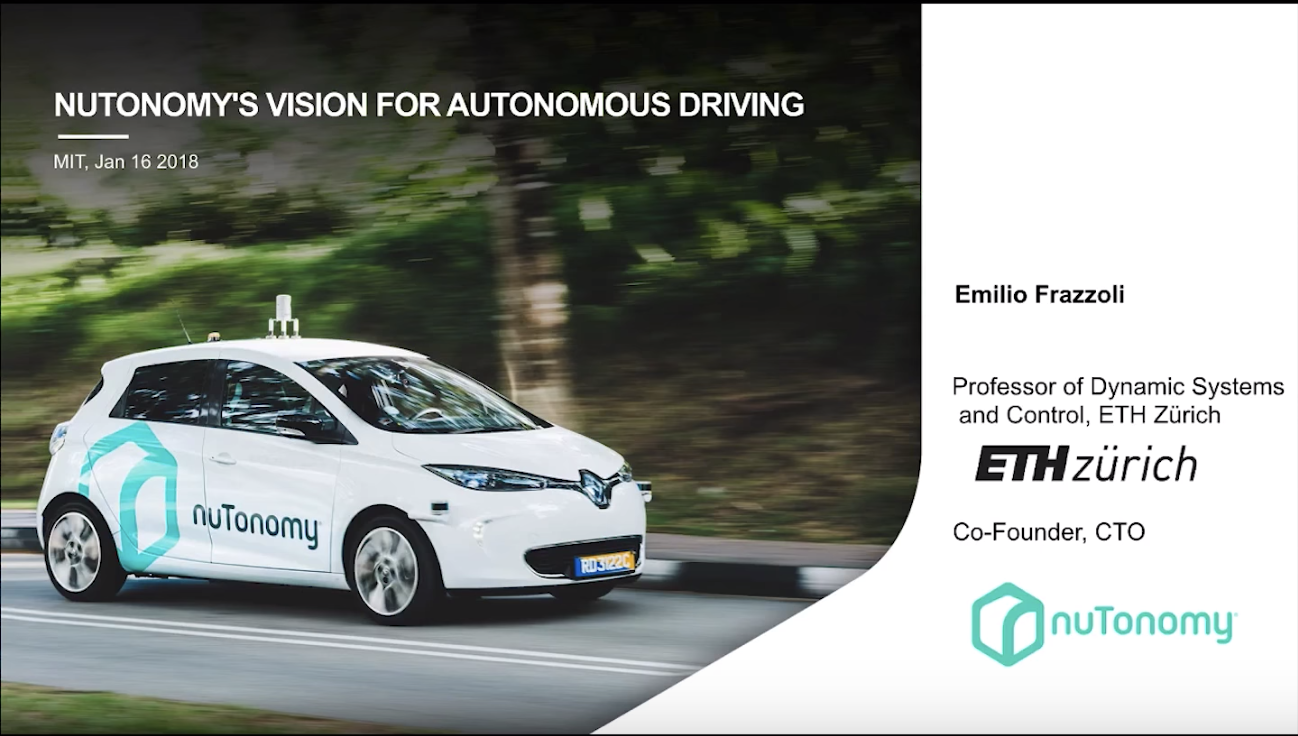 NUTONOMY'S VISION FOR AUTONOMOUS DRIVING
MIT, Jan 16 2018
Emilio Frazzoli
Professor of Dynamic Systems
and Control, ETH Zürich
ETH zürich
Co-Founder, CTO
nuTonomy
nuTonomy
RD3122C